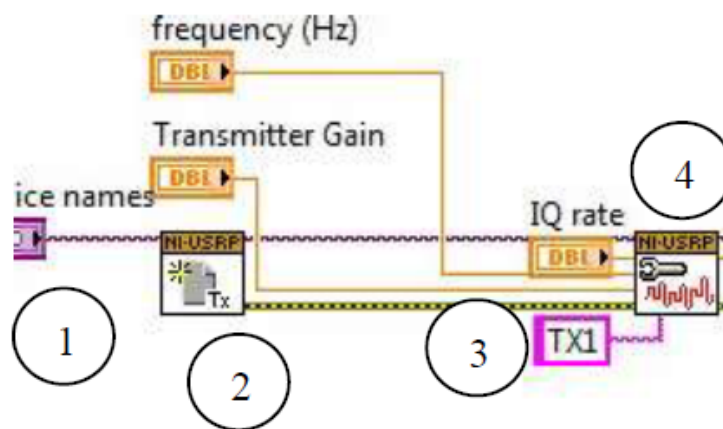 frequency (Hz)
DBL
Transmitter Gain
DBL
ice names
IQ rate
4
NI-USRP
DBL
NI-USRP
Tx
1
2
3
TX1